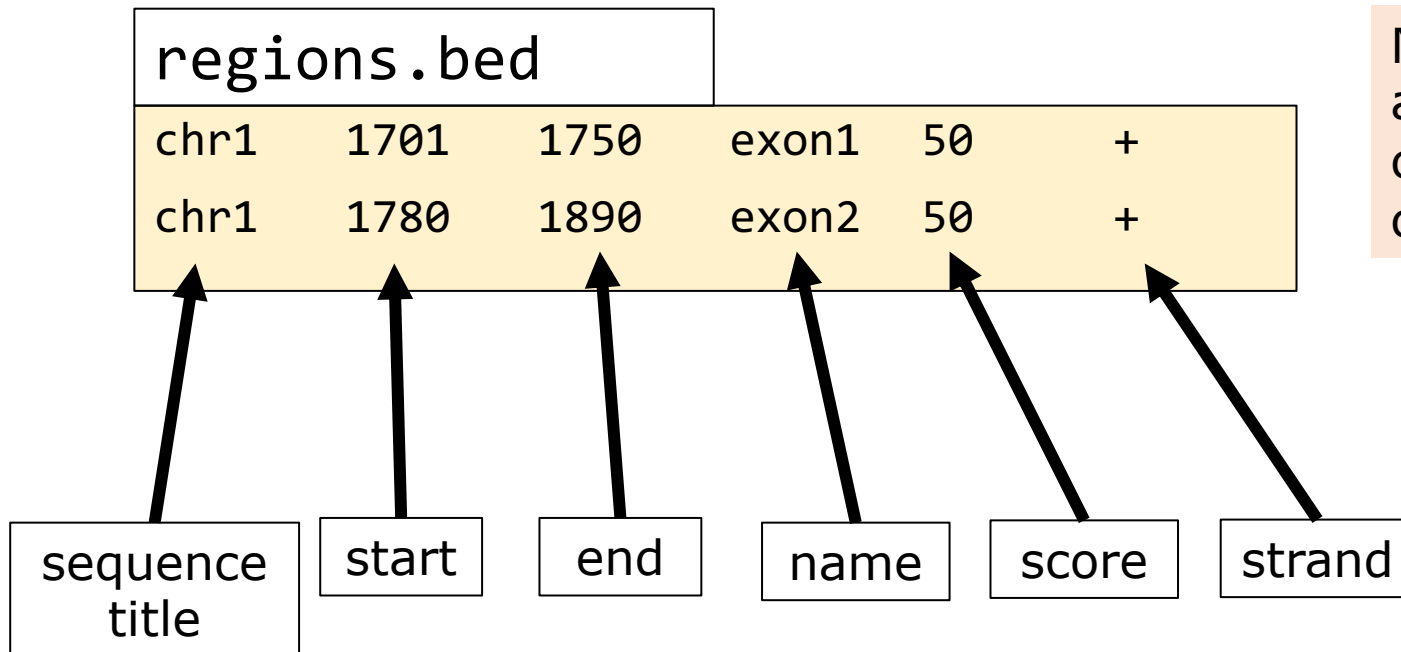 regions.bed
chr1 1701 1750 exon1 50 +
chr1 1780 1890 exon2 50 +
sequence
title
start
end
name
score
strand